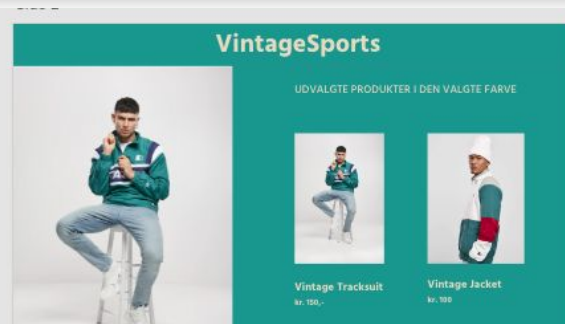 VintageSports
UDVALGTE PRODUKTER I DEN VALGTE FARVE
Vintage Tracksuit
kr. 150,-
Vintage Jacket
kr. 100